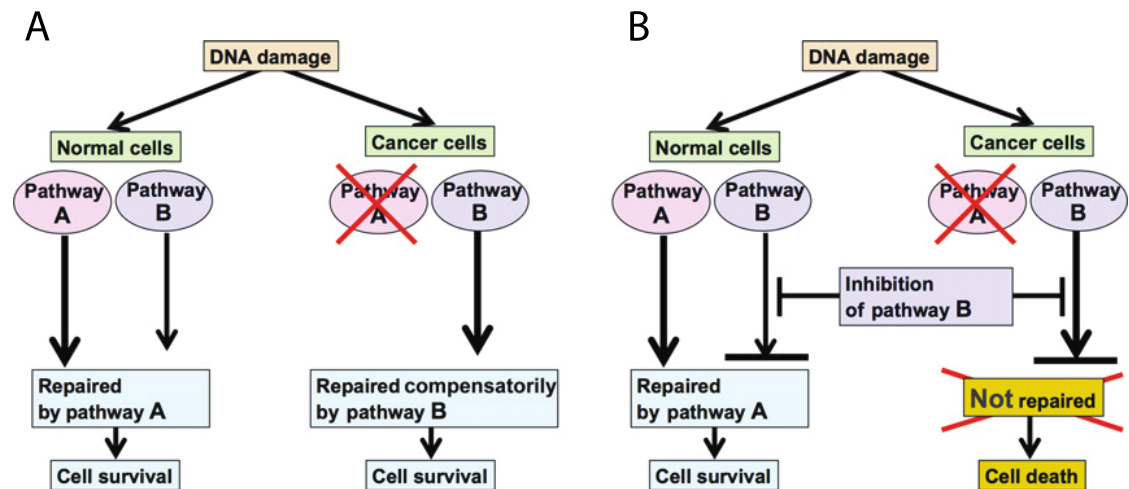 A
DNA damage
Normal cells
Cancer cells
Pathway
A
Pathway
B
Pathway
A
Pathway
B
Repaired
by pathway A
Repaired compensatorily
by pathway B
Cell survival
Cell survival
B
DNA damage
Normal cells
Cancer cells
Pathway
A
Pathway
B
Pathway
A
Pathway
B
Inhibition
of pathway B
Repaired
by pathway A
Not repaired
Cell survival
Cell death